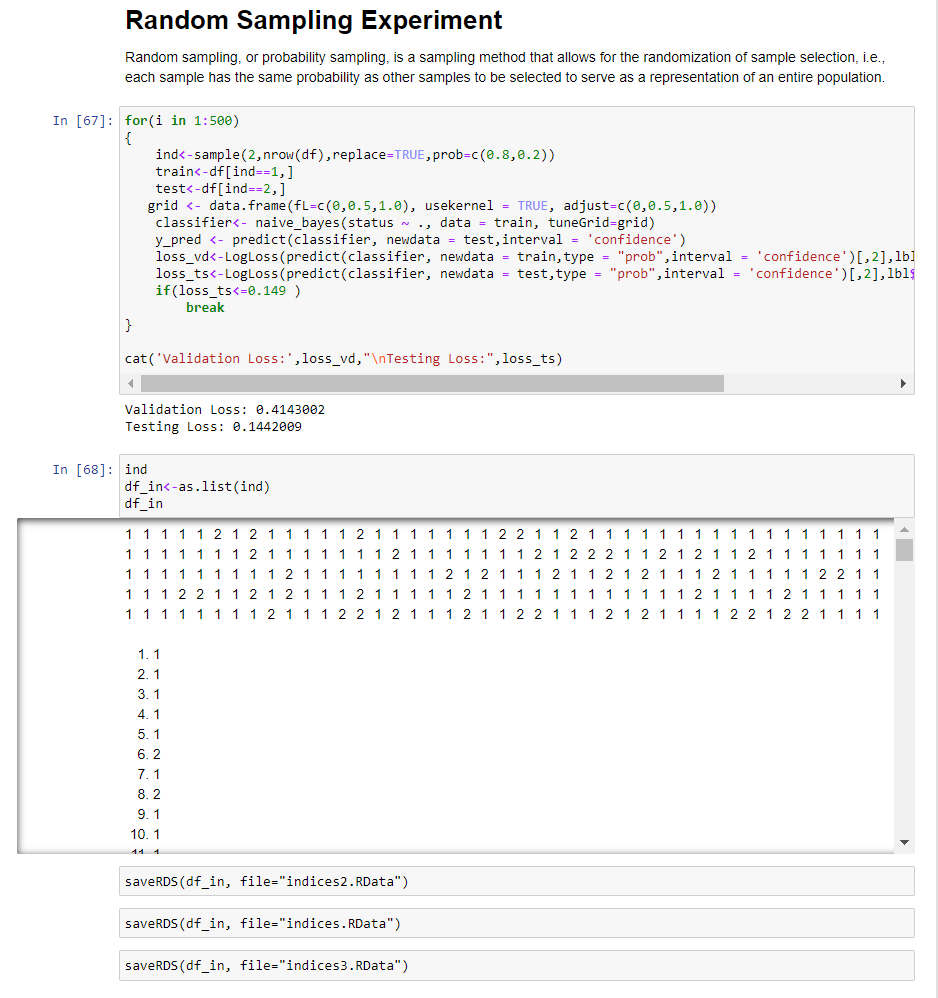 Random Sampling Experiment
Random sampling, or probability sampling, is a sampling method that allows for the randomization of sample selection, i.e.,
each sample has the same probability as other samples to be selected to serve as a representation of an entire population.
In [67]: for(i in 1:500)
{
    ind<-sample(2,nrow(df),replace=TRUE,prob=c(0.8,0.2))
    train<-df[ind==1,]
    test<-df[ind==2,]
   grid <- data.frame(fL=c(0,0.5,1.0), usekernel = TRUE, adjust=c(0,0.5,1.0))
    classifier<- naive_bayes(status ~ ., data = train, tuneGrid=grid)
    y_pred <- predict(classifier, newdata = test,interval = 'confidence')
    loss_vd<-LogLoss(predict(classifier, newdata = train,type = "prob",interval = 'confidence')[,2],lbl
    loss_ts<-LogLoss(predict(classifier, newdata = test,type = "prob",interval = 'confidence')[,2],lbl$
    if(loss_ts<=0.149 )
        break
}
cat('Validation Loss:',loss_vd,"\nTesting Loss:",loss_ts)
Validation Loss: 0.4143002
Testing Loss: 0.1442009
In [68]: ind
df_in<-as.list(ind)
df_in
1 1 1 1 1 2 1 2 1 1 1 1 1 2 1 1 1 1 1 1 1 2 2 1 1 2 1 1 1 1 1 1 1 1 1 1 1 1 1 1 1 1 1
1 1 1 1 1 1 1 2 1 1 1 1 1 1 1 2 1 1 1 1 1 1 1 2 1 2 2 2 1 1 2 1 2 1 1 2 1 1 1 1 1 1 1
1 1 1 1 1 1 1 1 1 2 1 1 1 1 1 1 1 1 2 1 2 1 1 1 2 1 1 2 1 2 1 1 1 2 1 1 1 1 1 2 2 1 1
1 1 1 2 2 1 1 2 1 2 1 1 1 2 1 1 1 1 1 2 1 1 1 1 1 1 1 1 1 1 1 1 2 1 1 1 1 2 1 1 1 1 1
1 1 1 1 1 1 1 1 2 1 1 1 2 2 1 2 1 1 1 2 1 1 2 2 1 1 1 2 1 2 1 1 1 1 2 2 1 2 2 1 1 1 1
1. 1
2. 1
3. 1
4. 1
5. 1
6. 2
7. 1
8. 2
9. 1
10. 1
11. 1
saveRDS(df_in, file="indices2.RData")
saveRDS(df_in, file="indices.RData")
saveRDS(df_in, file="indices3.RData")